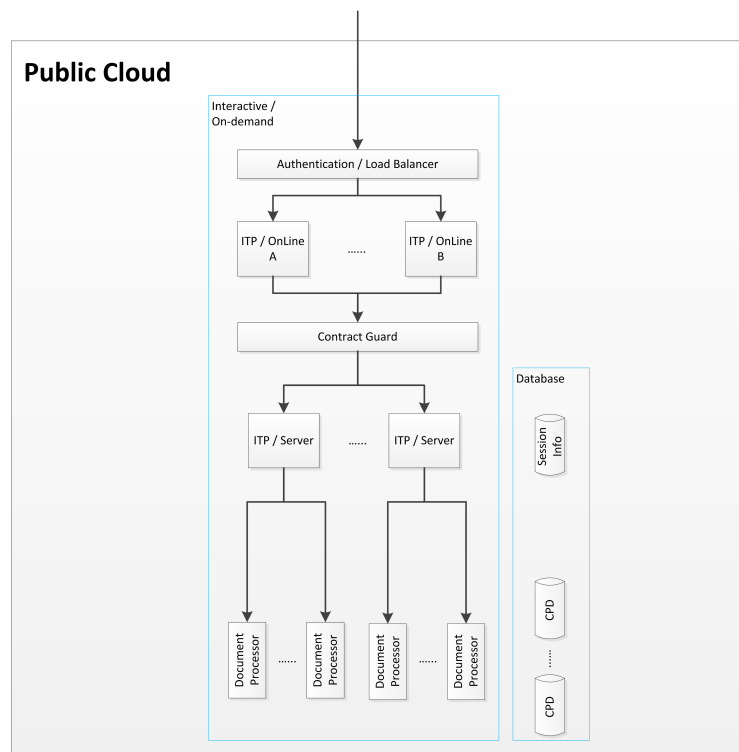 Public Cloud
Interactive /
On-demand
Authentication / Load Balancer
ITP / OnLine
A
......
ITP / OnLine
B
Contract Guard
Database
ITP / Server
......
ITP / Server
Session
Info
Document
Processor
......
Document
Processor
Document
Processor
......
Document
Processor
CPD
......
CPD